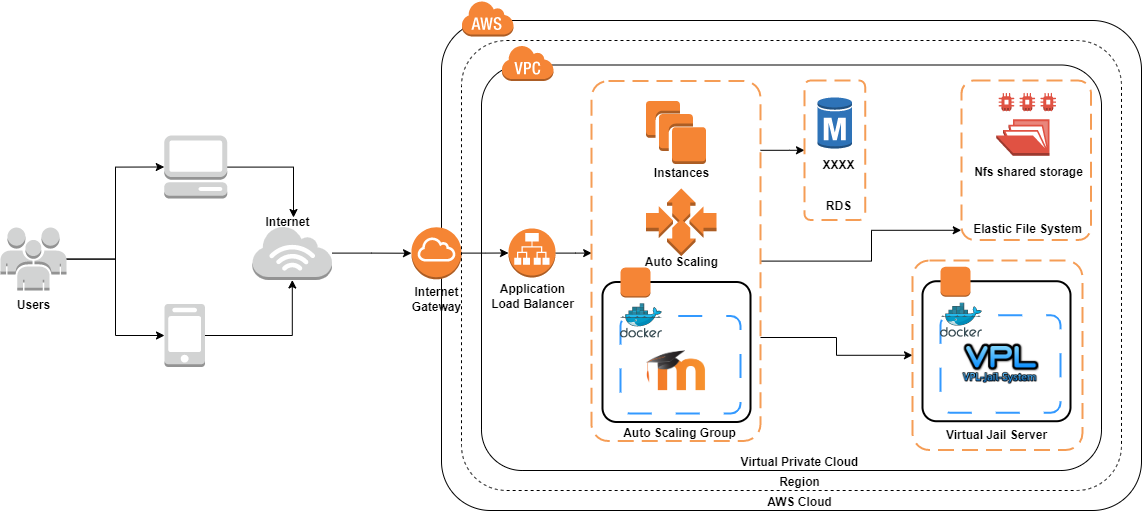 AWS
VPC
Users
Internet
Internet
Gateway
Application
Load Balancer
Instances
Auto Scaling
docker
m
Auto Scaling Group
M
XXXX
RDS
Nfs shared storage
Elastic File System
docker
VPL
VPL-Jail-System
Virtual Jail Server
Virtual Private Cloud
Region
AWS Cloud